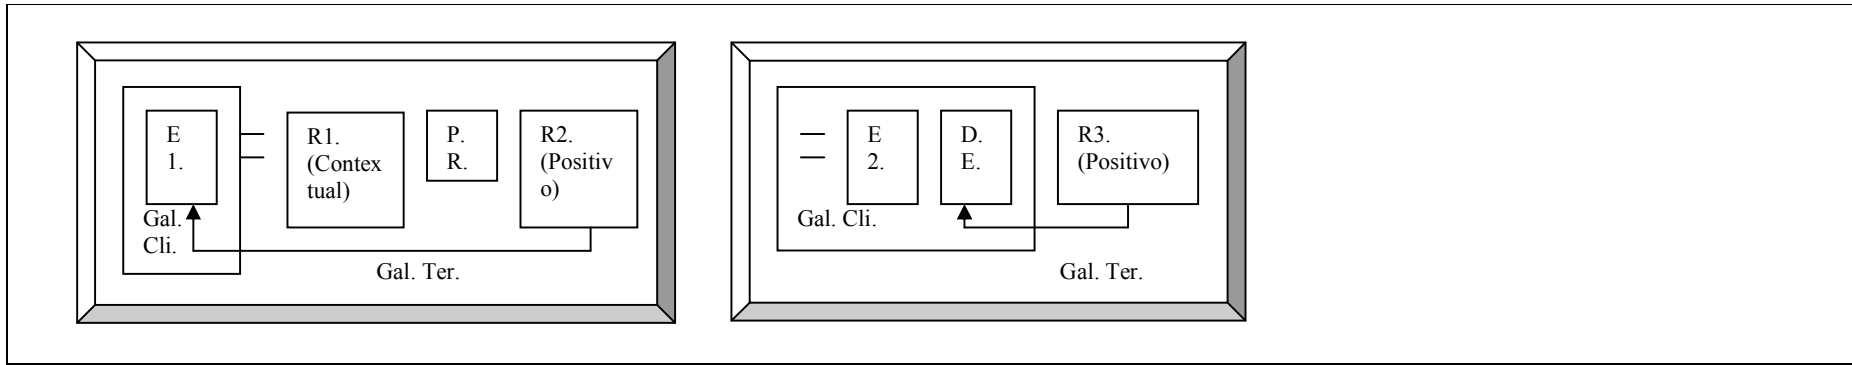 E
1.
Gal.
Cli.
R1.
(Contex
tual)
P.
R.
R2.
(Positiv
o)
Gal. Ter.
E
2.
D.
E.
Gal. Cli.
R3.
(Positivo)
Gal. Ter.